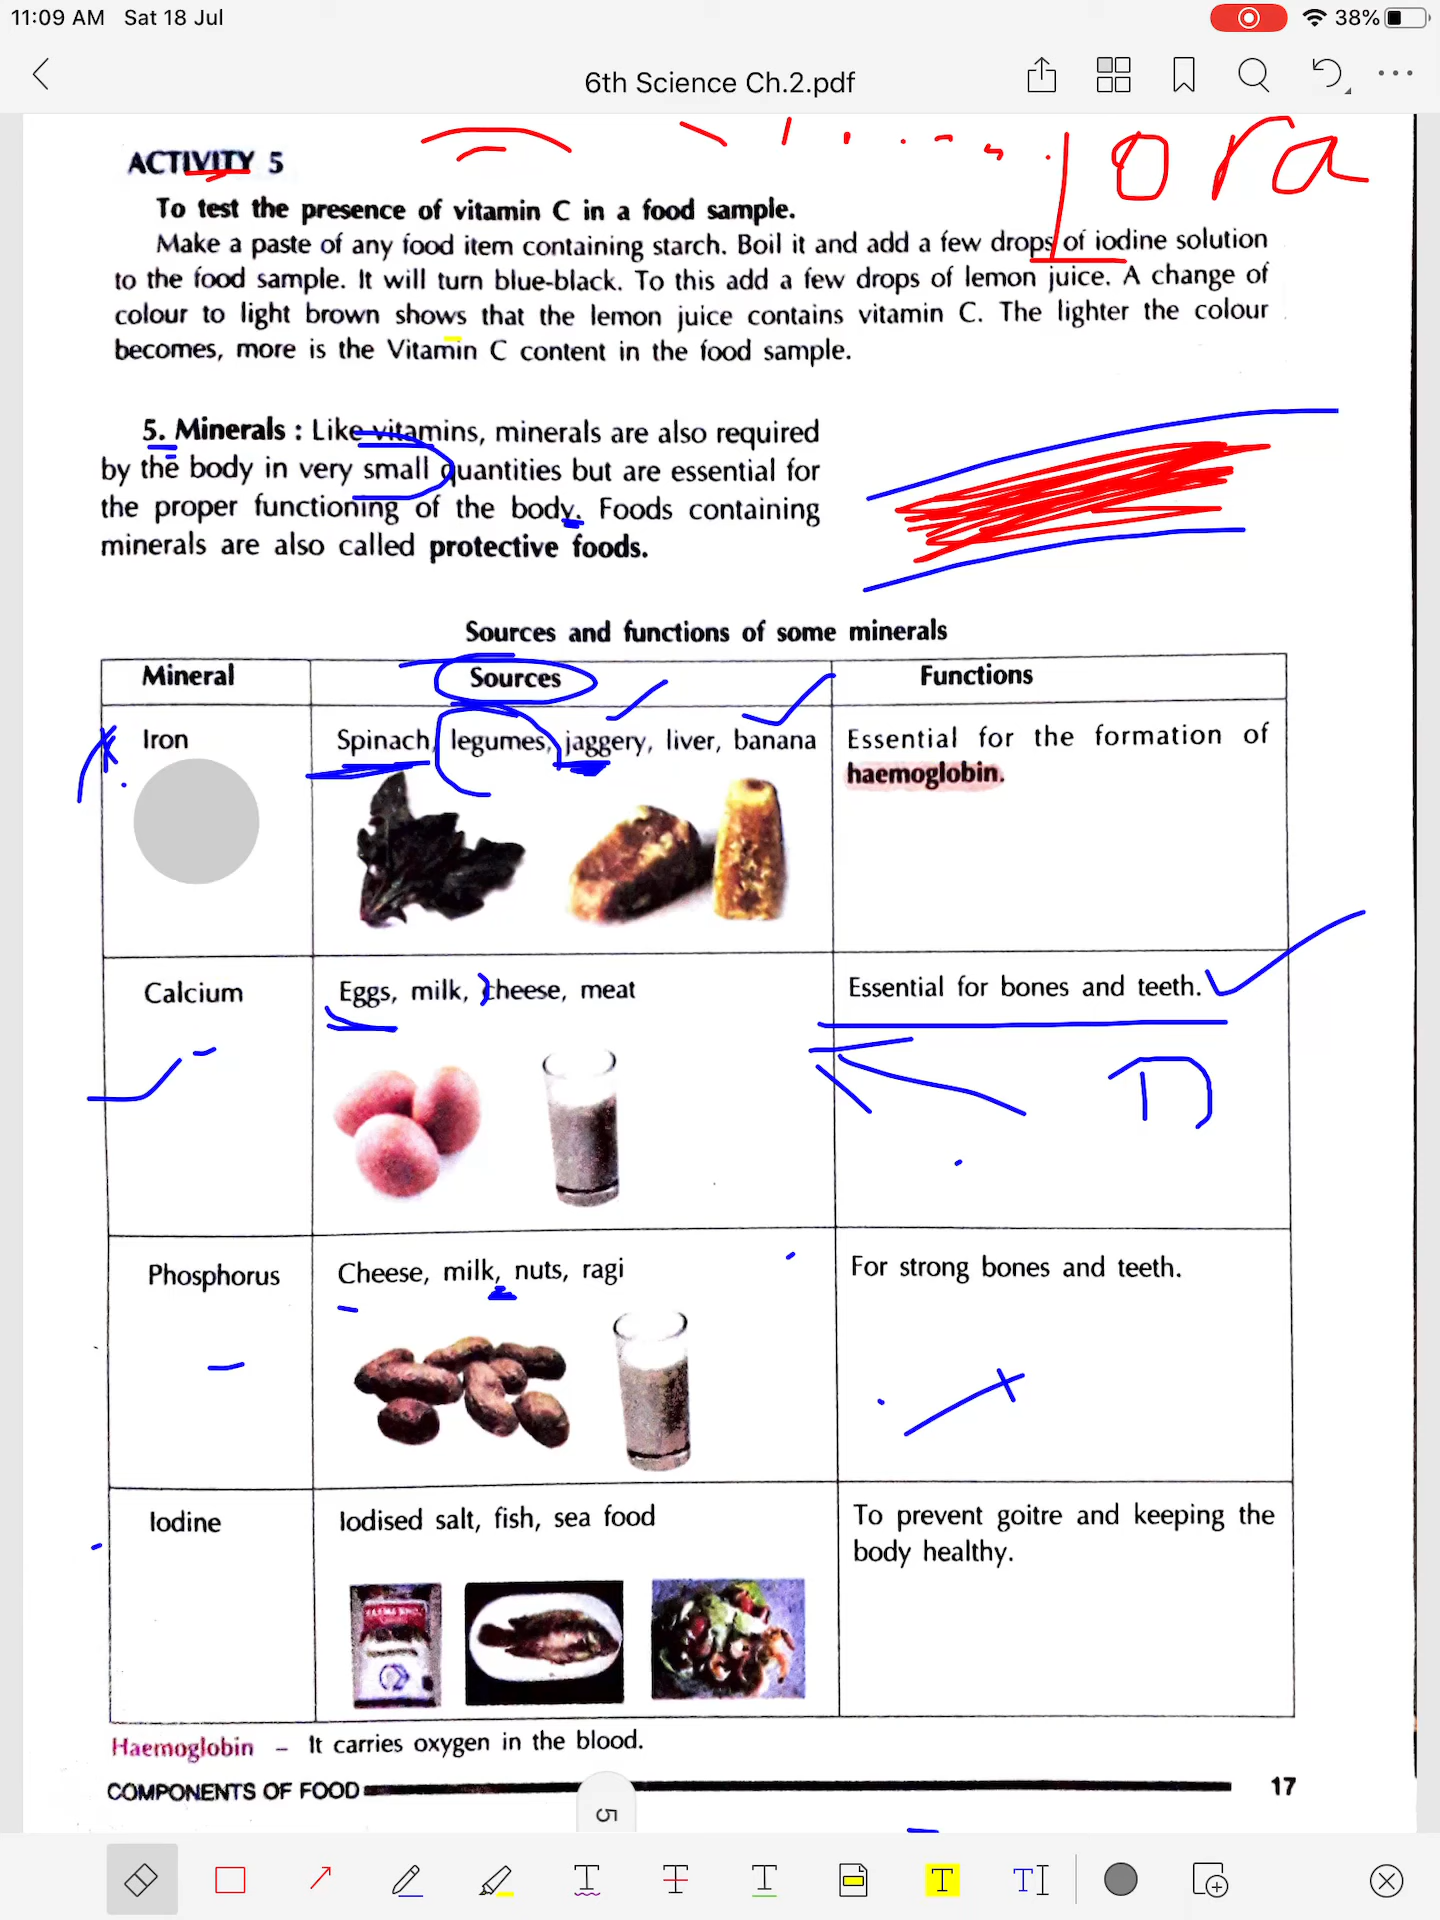 11:09 AM Sat 18 Jul 38%
6th Science Ch.2.pdf
ora
ACTIVITY 5
To test the presence of vitamin C in a food sample.
Make a paste of any food item containing starch. Boil it and add a few drops of iodine solution
to the food sample. It will turn blue-black. To this add a few drops of lemon juice. A change of
colour to light brown shows that the lemon juice contains vitamin C. The lighter the colour
becomes, more is the Vitamin C content in the food sample.
5. Minerals : Like vitamins, minerals are also required
by the body in very small quantities but are essential for
the proper functioning of the body. Foods containing
minerals are also called protective foods.
Sources and functions of some minerals
Mineral Sources Functions
Iron Spinach, legumes, jaggery, liver, banana Essential for the formation of
haemoglobin.
Calcium Eggs, milk, cheese, meat Essential for bones and teeth.
Phosphorus Cheese, milk, nuts, ragi For strong bones and teeth.
Iodine Iodised salt, fish, sea food To prevent goitre and keeping the
body healthy.
Haemoglobin – It carries oxygen in the blood.
COMPONENTS OF FOOD 17
5